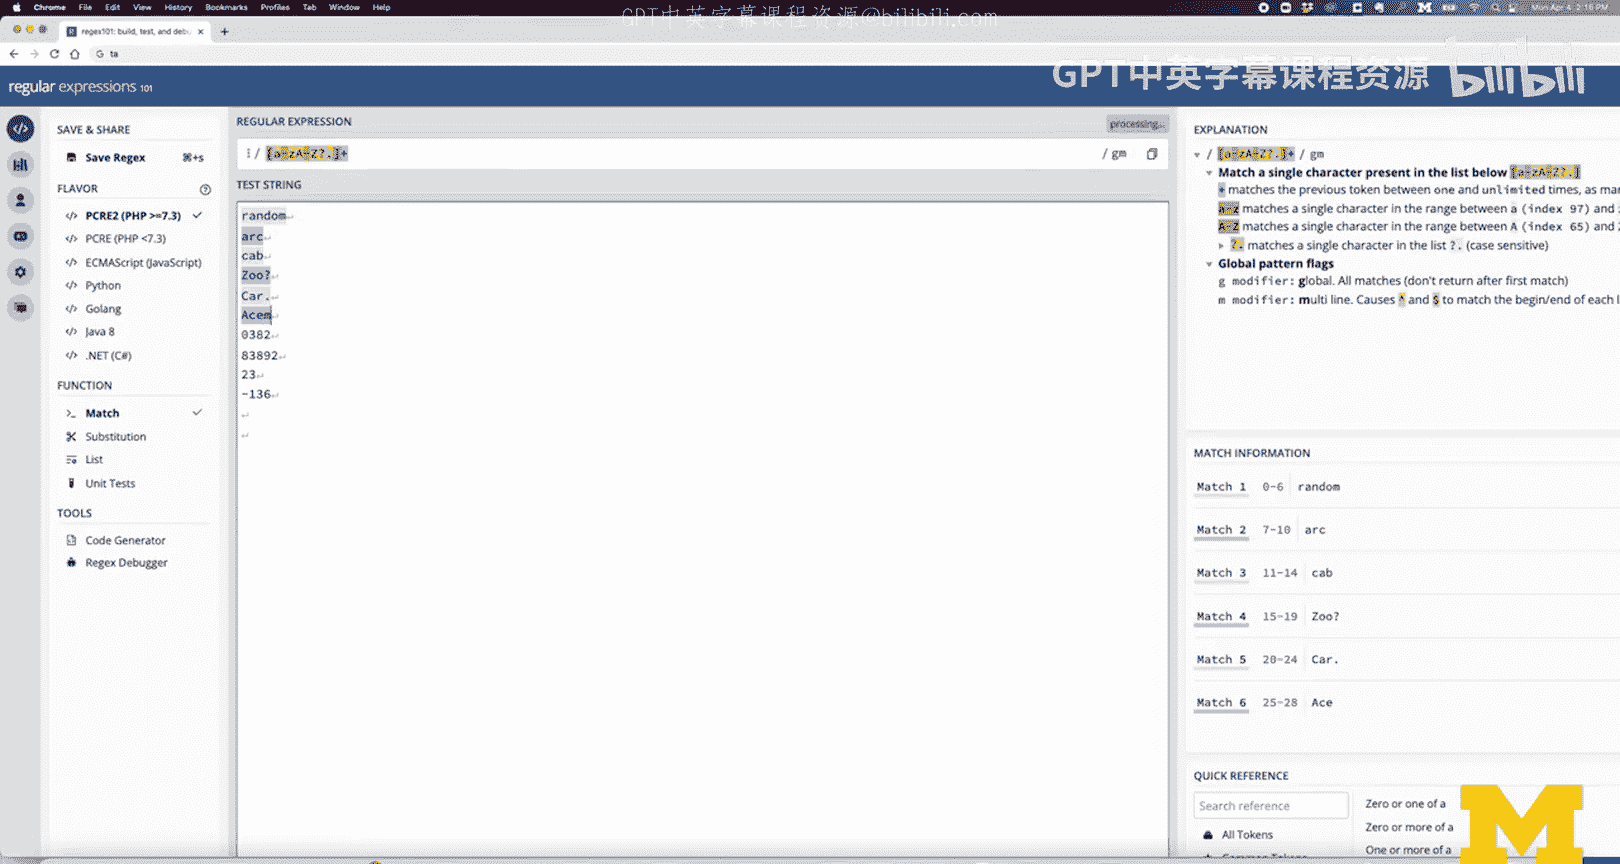 Chrome File Edit View History Bookmarks Profiles Tab Window Help
GPT中英字幕课程资源@bilibili.com
Mon Apr 4 2:16 PM
regex101: build, test, and debu
ta
regular expressions 101
GPT中英字幕课程资源 bilibili
SAVE & SHARE
Save Regex ⌘+s
FLAVOR
</> PCRE2 (PHP >=7.3)
</> PCRE (PHP <7.3)
</> ECMAScript (JavaScript)
</> Python
</> Golang
</> Java 8
</> .NET (C#)
FUNCTION
>_ Match
Substitution
List
Unit Tests
TOOLS
Code Generator
Regex Debugger
REGULAR EXPRESSION
processing...
/ [a-zA-Z?.]+ / gm
TEST STRING
random
arc
cab
Zoo?
Car.
Acem
0382
83892
23
-136
EXPLANATION
/ [a-zA-Z?.]+ / gm
Match a single character present in the list below [a-zA-Z?.]
+ matches the previous token between one and unlimited times, as mar
a-z matches a single character in the range between a (index 97) and
A-Z matches a single character in the range between A (index 65) and
?. matches a single character in the list ?. (case sensitive)
Global pattern flags
g modifier: global. All matches (don't return after first match)
m modifier: multi line. Causes ^ and $ to match the begin/end of each l
MATCH INFORMATION
Match 1 0-6 random
Match 2 7-10 arc
Match 3 11-14 cab
Match 4 15-19 Zoo?
Match 5 20-24 Car.
Match 6 25-28 Ace
QUICK REFERENCE
Search reference
All Tokens
Common Tokens
Zero or one of a
Zero or more of a
One or more of a
M